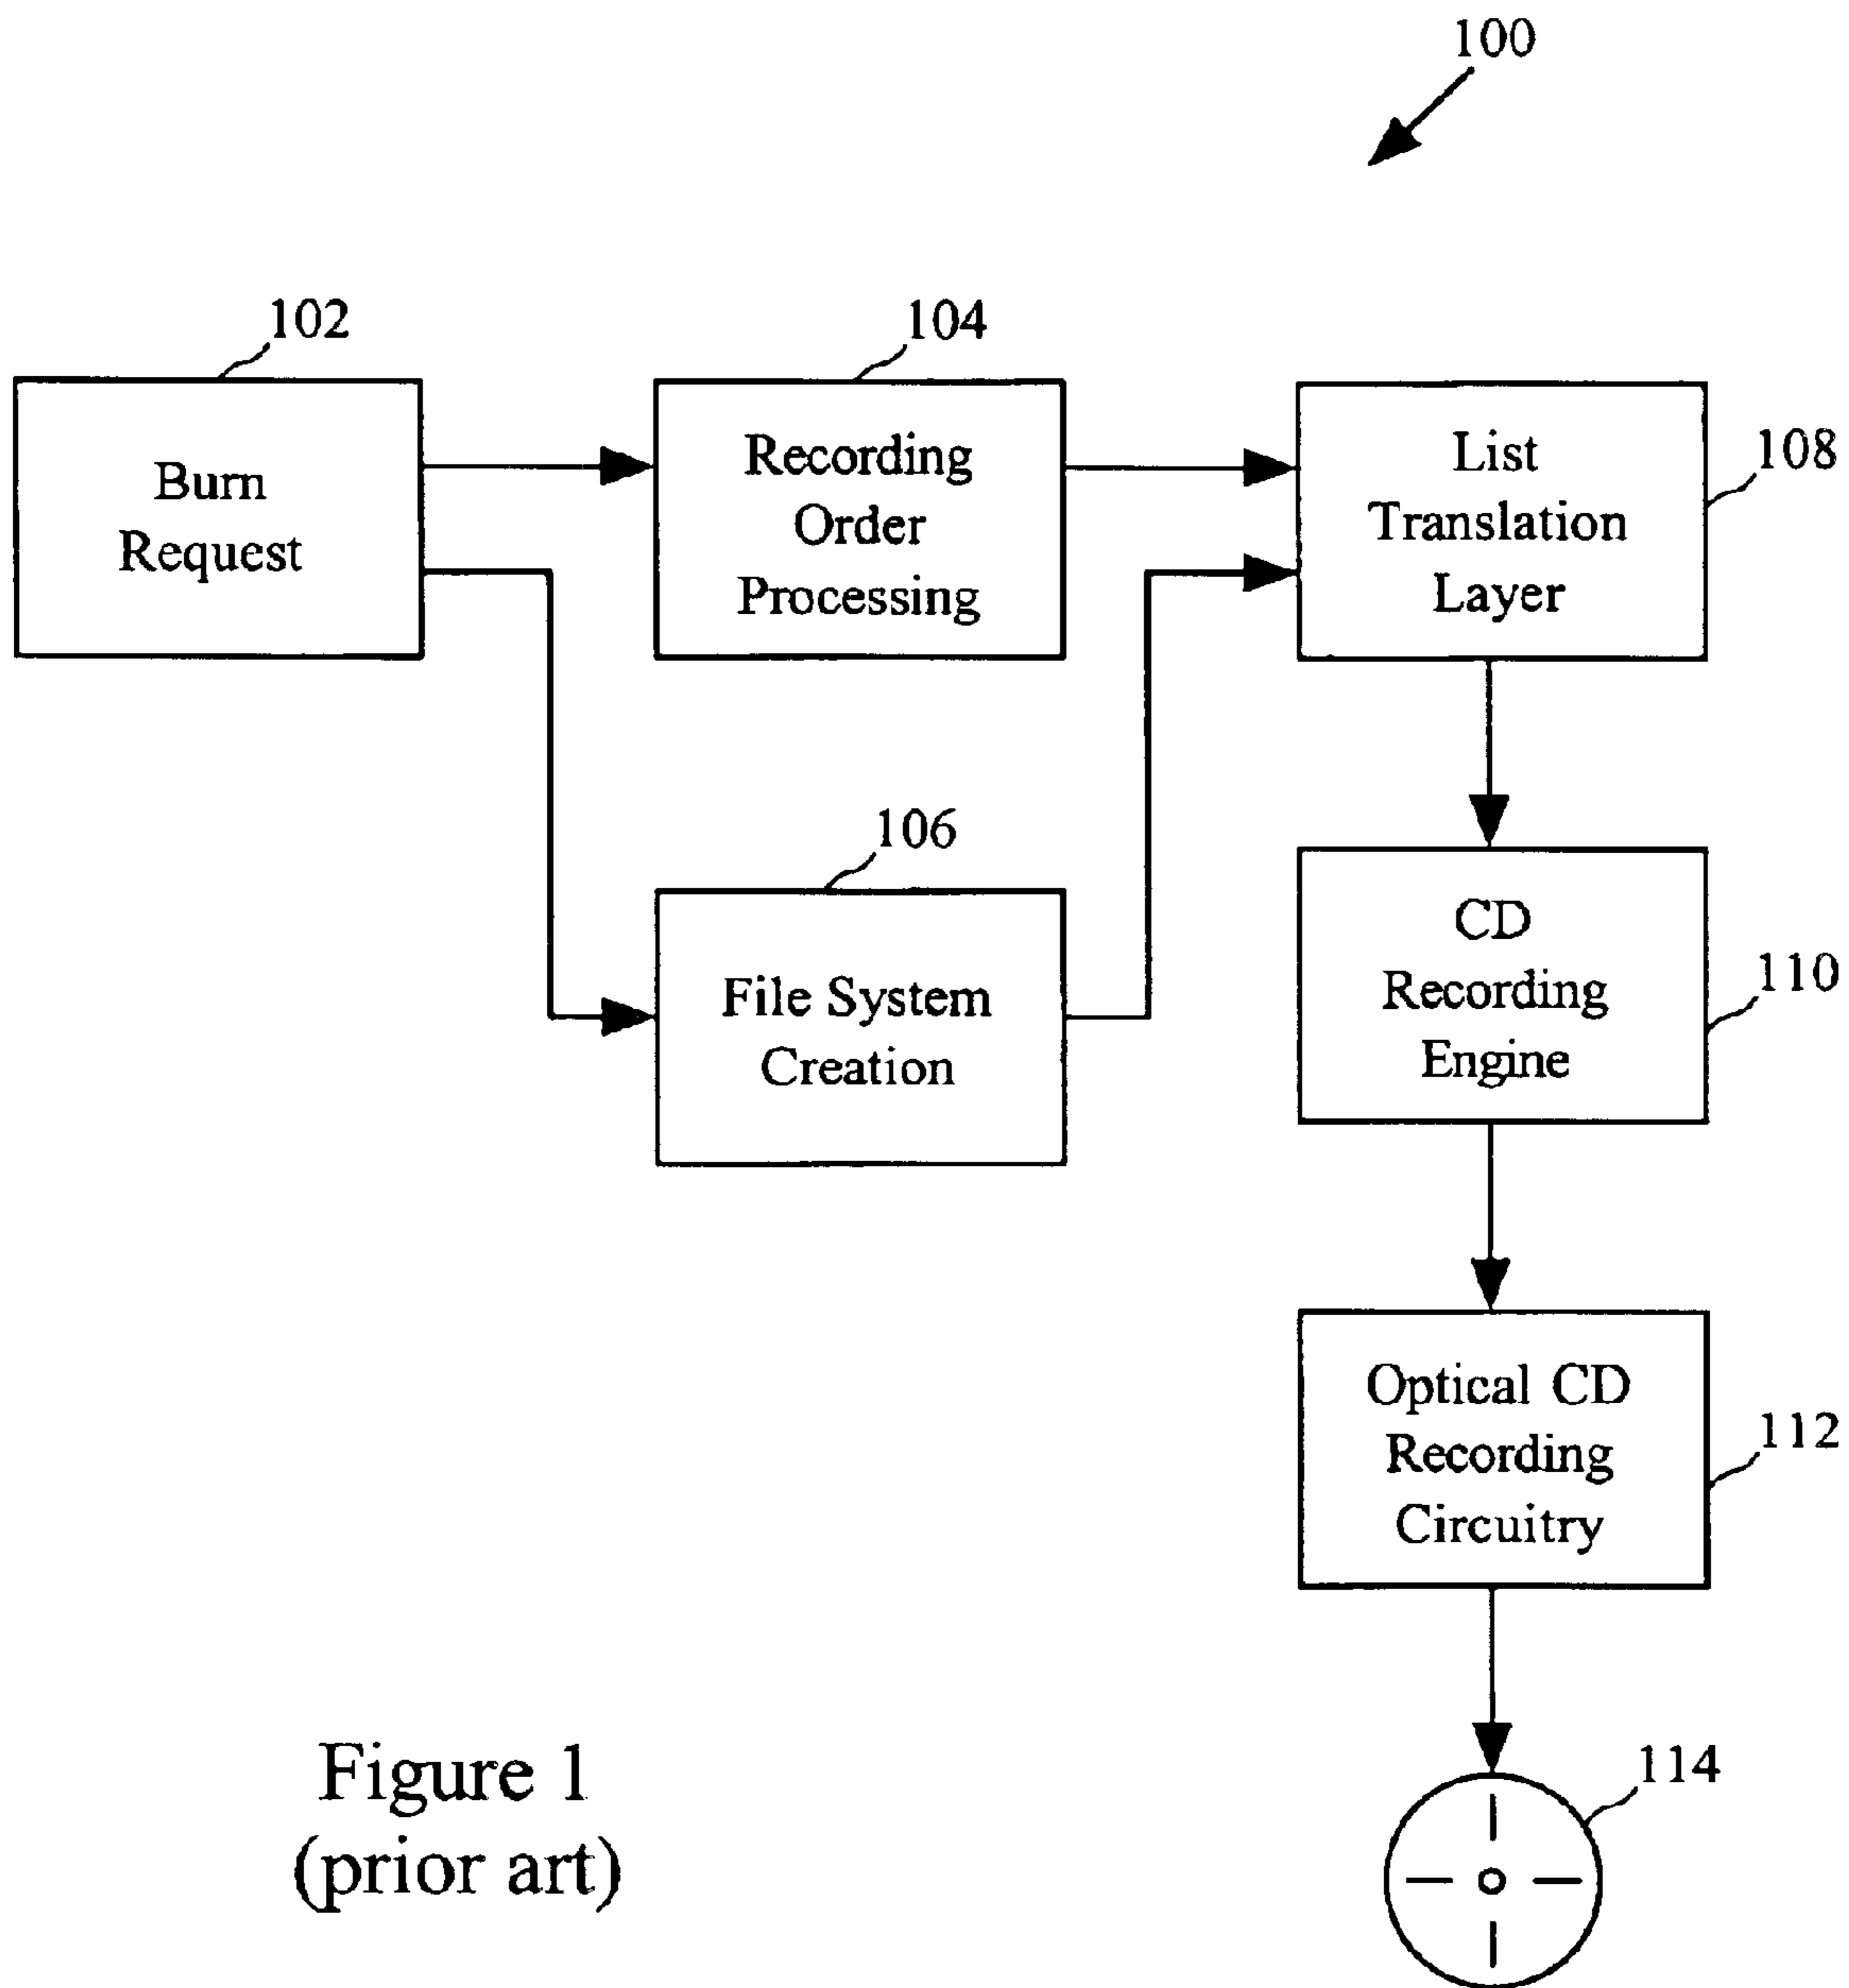 100
102
Burn
Request
104
Recording
Order
Processing
List
Translation
Layer
108
106
File System
Creation
CD
Recording
Engine
110
Optical CD
Recording
Circuitry
112
114
Figure 1
(prior art)